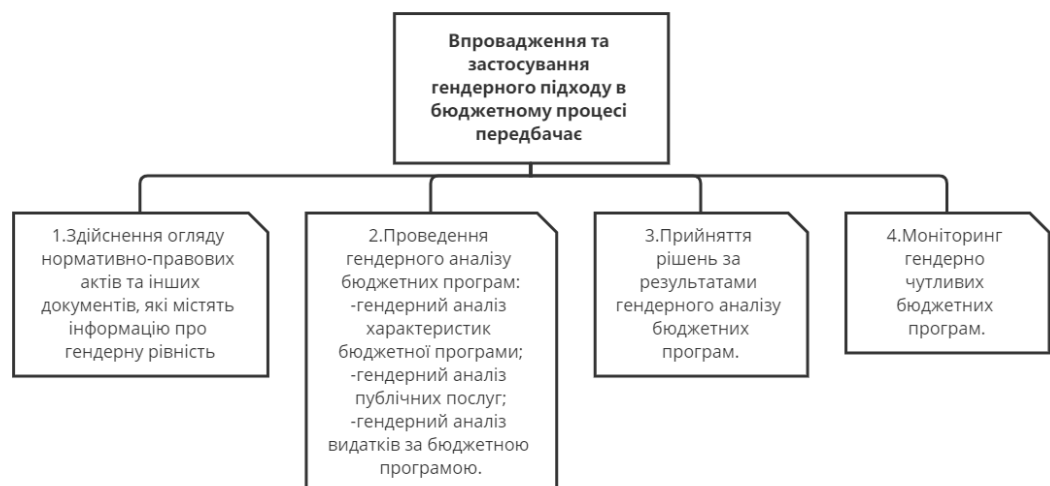 Впровадження та
застосування
гендерного підходу в
бюджетному процесі
передбачає
1.Здійснення огляду
нормативно-правових
актів та інших
документів, які містять
інформацію про
гендерну рівність
2.Проведення
гендерного аналізу
бюджетних програм:
-гендерний аналіз
характеристик
бюджетної програми;
-гендерний аналіз
публічних послуг;
-гендерний аналіз
видатків за бюджетною
програмою.
3.Прийняття
рішень за
результатами
гендерного аналізу
бюджетних
програм.
4.Моніторинг
гендерно
чутливих
бюджетних
програм.